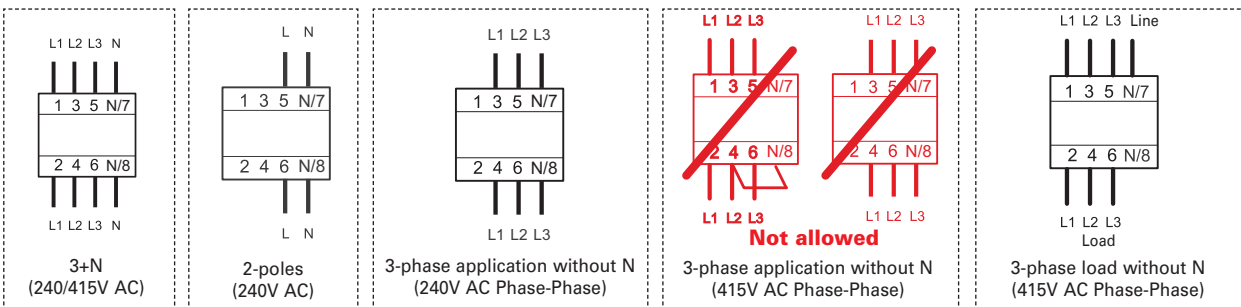 L1 L2 L3 N
1 3 5 N/7
2 4 6 N/8
L1 L2 L3 N
3+N
(240/415V AC)
L N
1 3 5 N/7
2 4 6 N/8
L N
2-poles
(240V AC)
L1 L2 L3
1 3 5 N/7
2 4 6 N/8
L1 L2 L3
3-phase application without N
(240V AC Phase-Phase)
L1 L2 L3
1 3 5 N/7
2 4 6 N/8
L1 L2 L3
L1 L2 L3
1 3 5 N/7
2 4 6 N/8
L1 L2 L3
Not allowed
3-phase application without N
(415V AC Phase-Phase)
L1 L2 L3 Line
1 3 5 N/7
2 4 6 N/8
L1 L2 L3
Load
3-phase load without N
(415V AC Phase-Phase)